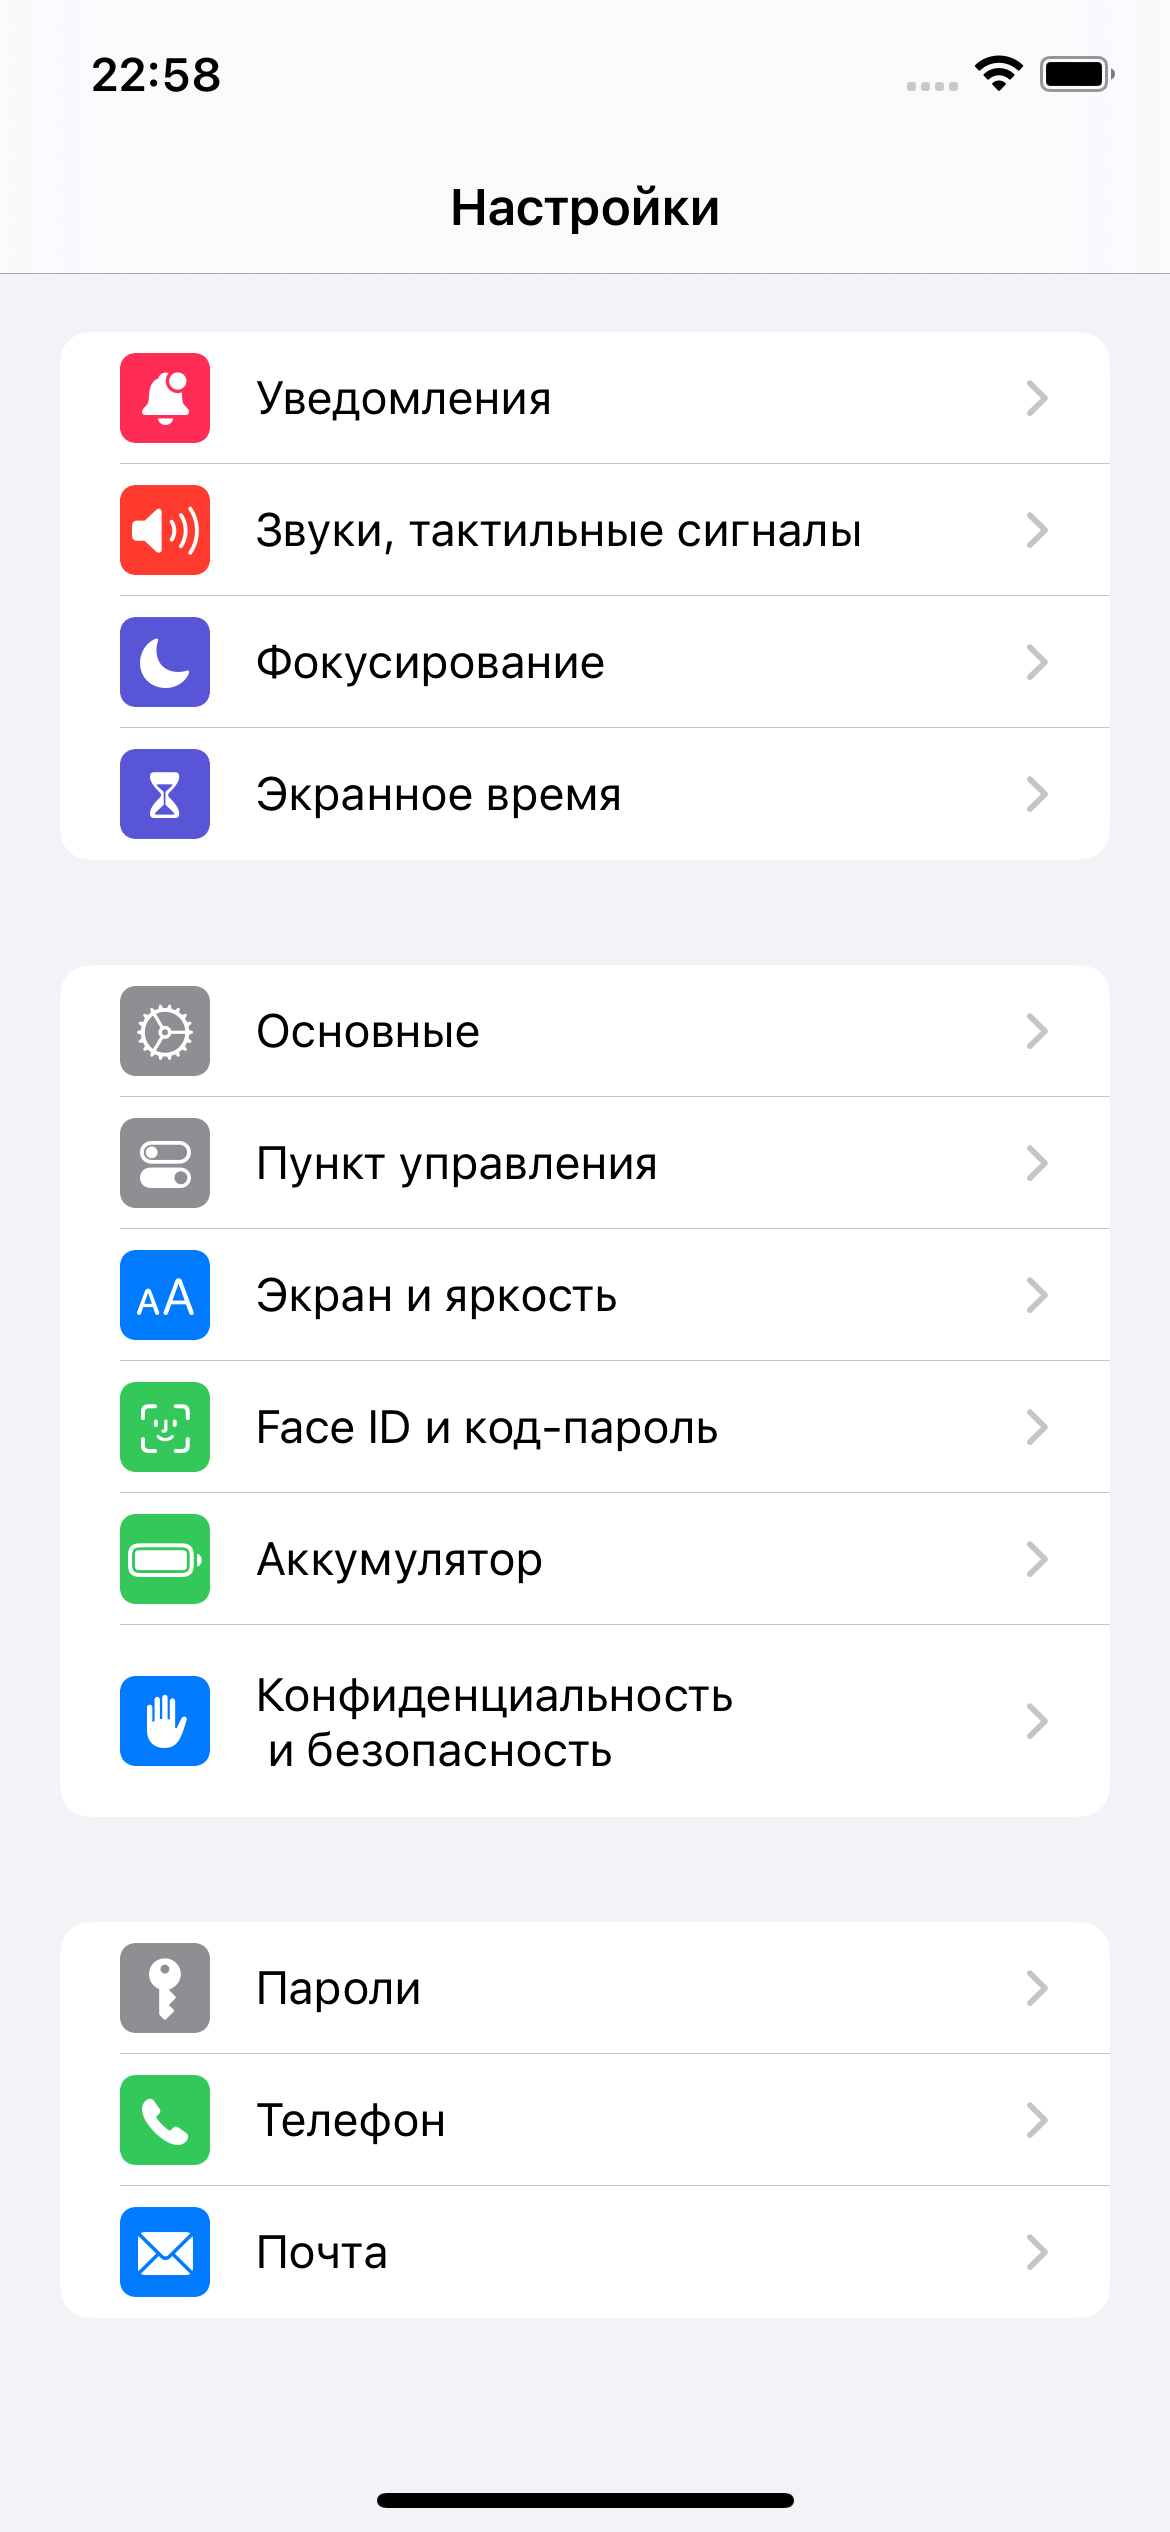 22:58
Настройки
Уведомления
Звуки, тактильные сигналы
Фокусирование
Экранное время
Основные
Пункт управления
AA
Экран и яркость
Face ID и код-пароль
Аккумулятор
Конфиденциальность
и безопасность
Пароли
Телефон
Почта